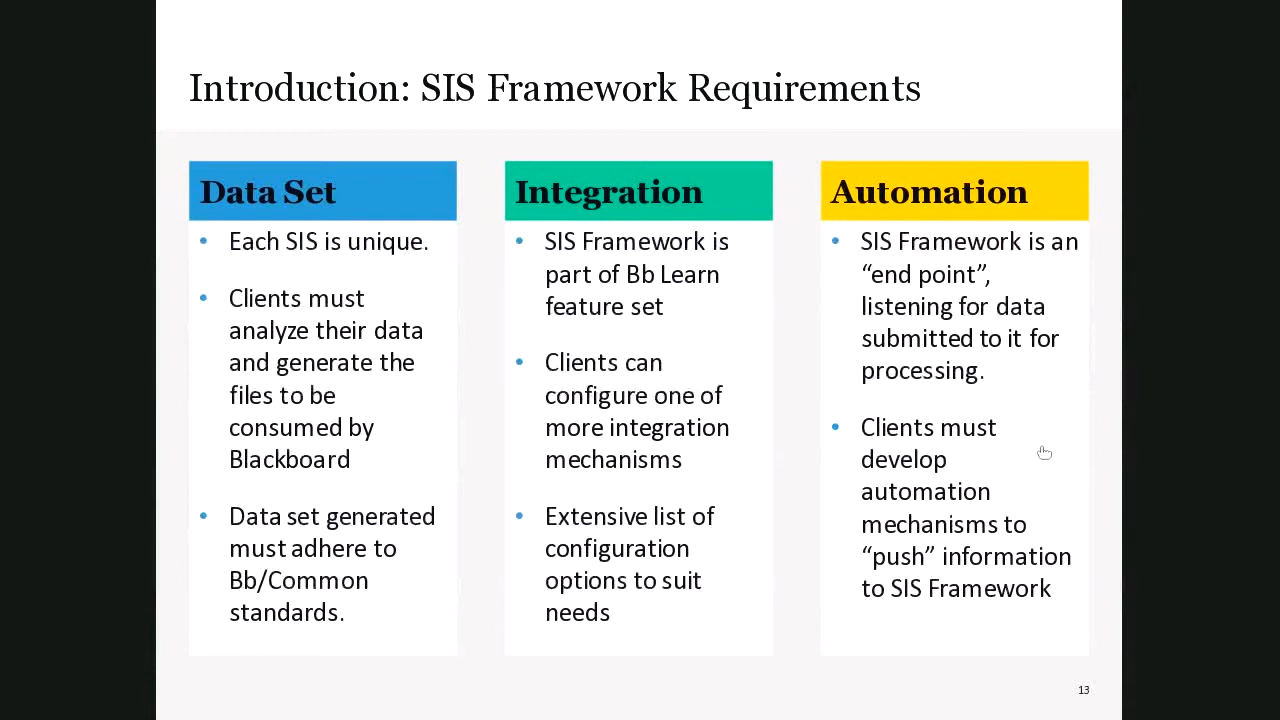 Introduction: SIS Framework Requirements
Data Set
• Each SIS is unique.
• Clients must
analyze their data
and generate the
files to be
consumed by
Blackboard
• Data set generated
must adhere to
Bb/Common
standards.
Integration
• SIS Framework is
part of Bb Learn
feature set
• Clients can
configure one of
more integration
mechanisms
• Extensive list of
configuration
options to suit
needs
Automation
• SIS Framework is an
“end point”,
listening for data
submitted to it for
processing.
• Clients must
develop
automation
mechanisms to
“push” information
to SIS Framework
13